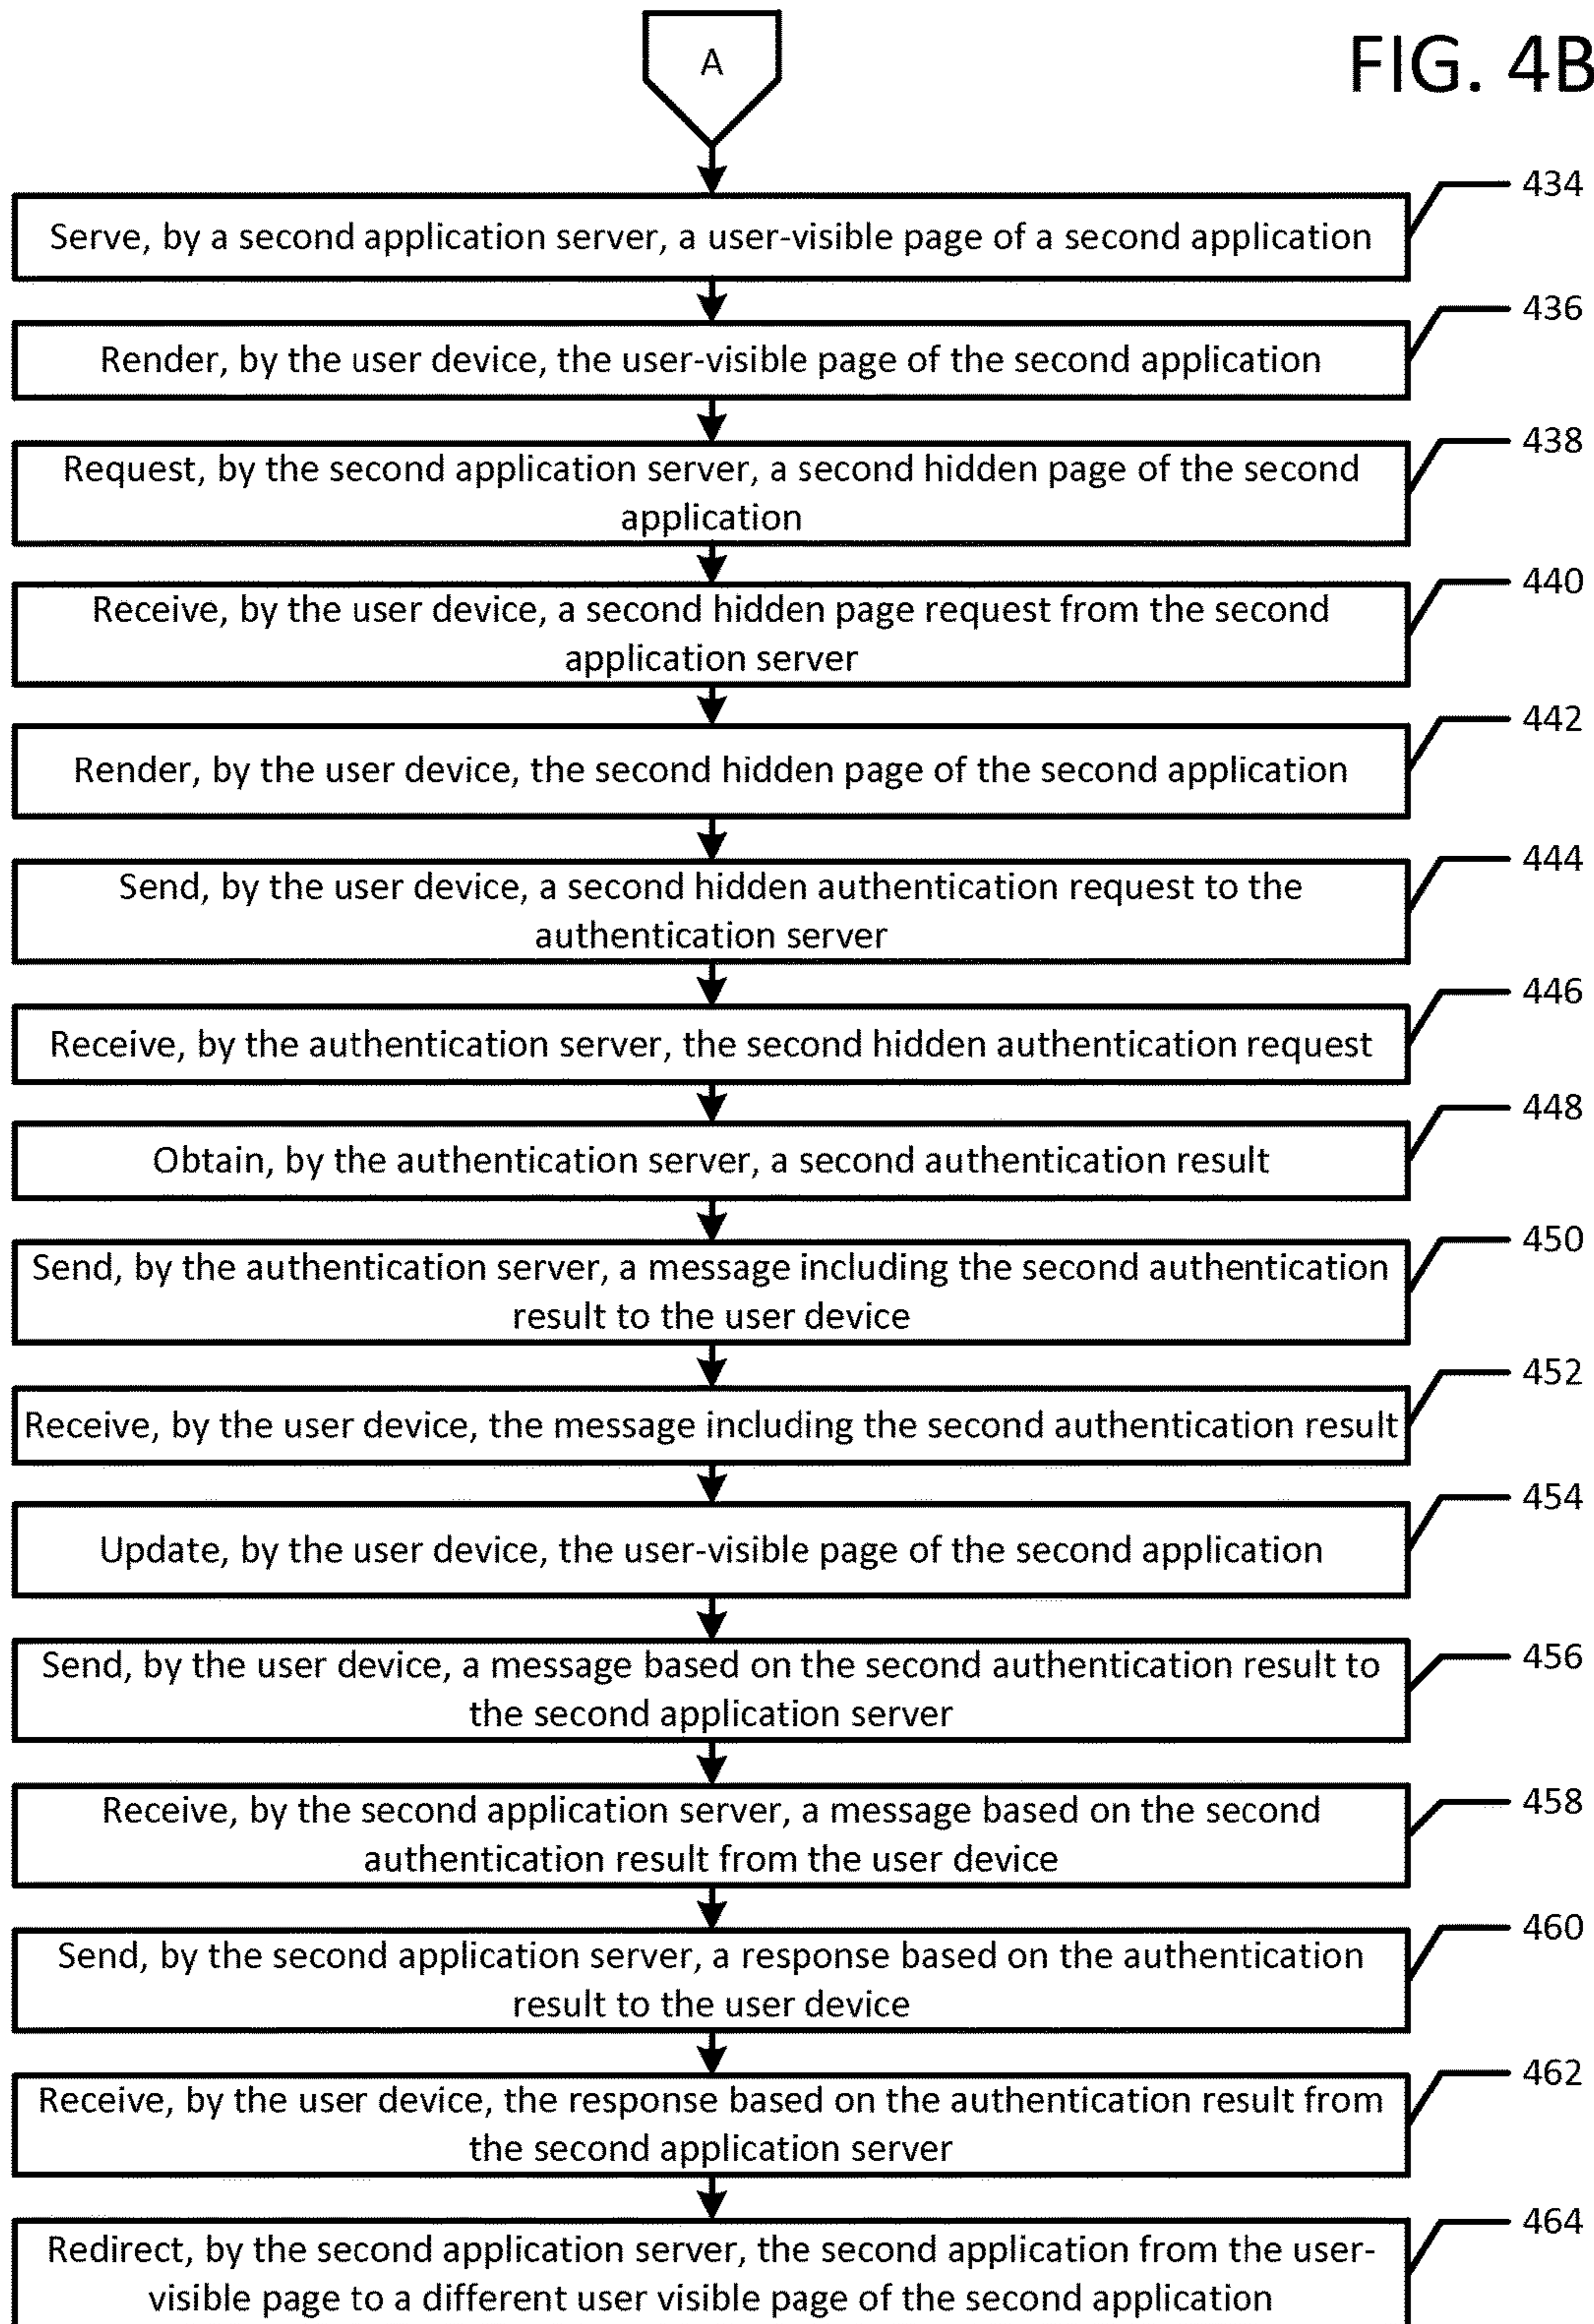 A
FIG. 4B
434
Serve, by a second application server, a user-visible page of a second application
436
Render, by the user device, the user-visible page of the second application
438
Request, by the second application server, a second hidden page of the second
application
440
Receive, by the user device, a second hidden page request from the second
application server
442
Render, by the user device, the second hidden page of the second application
444
Send, by the user device, a second hidden authentication request to the
authentication server
446
Receive, by the authentication server, the second hidden authentication request
448
Obtain, by the authentication server, a second authentication result
450
Send, by the authentication server, a message including the second authentication
result to the user device
452
Receive, by the user device, the message including the second authentication result
454
Update, by the user device, the user-visible page of the second application
456
Send, by the user device, a message based on the second authentication result to
the second application server
458
Receive, by the second application server, a message based on the second
authentication result from the user device
460
Send, by the second application server, a response based on the authentication
result to the user device
462
Receive, by the user device, the response based on the authentication result from
the second application server
464
Redirect, by the second application server, the second application from the user-
visible page to a different user visible page of the second application